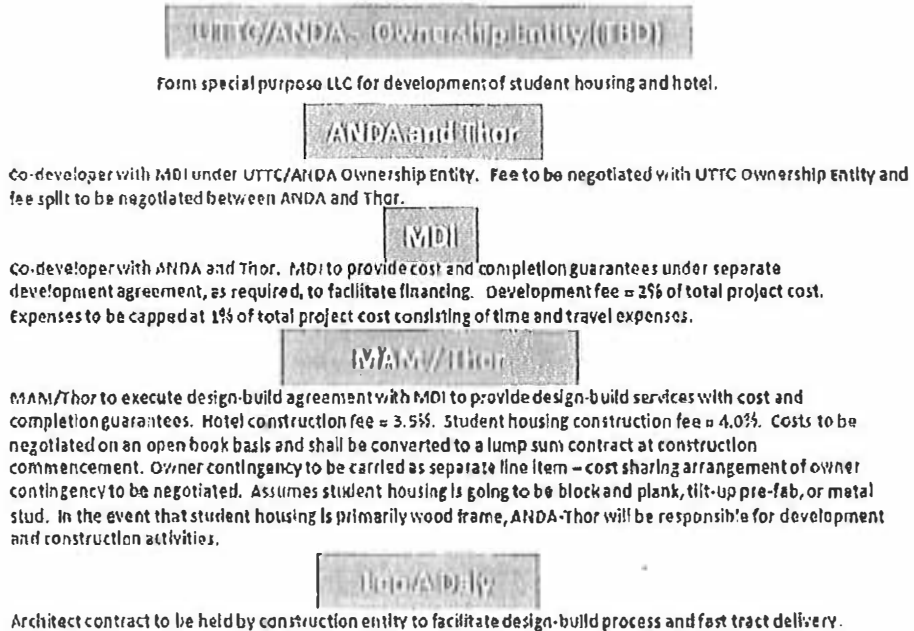 UTTC/ANDA - Ownership Entity (TBD)
Form special purpose LLC for development of student housing and hotel.
ANDA and Thor
Co-developer with MDI under UTTC/ANDA Ownership Entity. Fee to be negotiated with UTTC Ownership Entity and
fee split to be negotiated between ANDA and Thor.
MDI
Co-developer with ANDA and Thor. MDI to provide cost and completion guarantees under separate
development agreement, as required, to facilitate financing. Development fee = 2% of total project cost.
Expenses to be capped at 1% of total project cost consisting of time and travel expenses.
MAM/Thor
MAM/Thor to execute design-build agreement with MDI to provide design-build services with cost and
completion guarantees. Hotel construction fee = 3.5%. Student housing construction fee = 4.0%. Costs to be
negotiated on an open book basis and shall be converted to a lump sum contract at construction
commencement. Owner contingency to be carried as separate line item – cost sharing arrangement of owner
contingency to be negotiated. Assumes student housing is going to be block and plank, tilt-up pre-fab, or metal
stud. In the event that student housing is primarily wood frame, ANDA-Thor will be responsible for development
and construction activities.
Leo A Daly
Architect contract to be held by construction entity to facilitate design-build process and fast tract delivery.